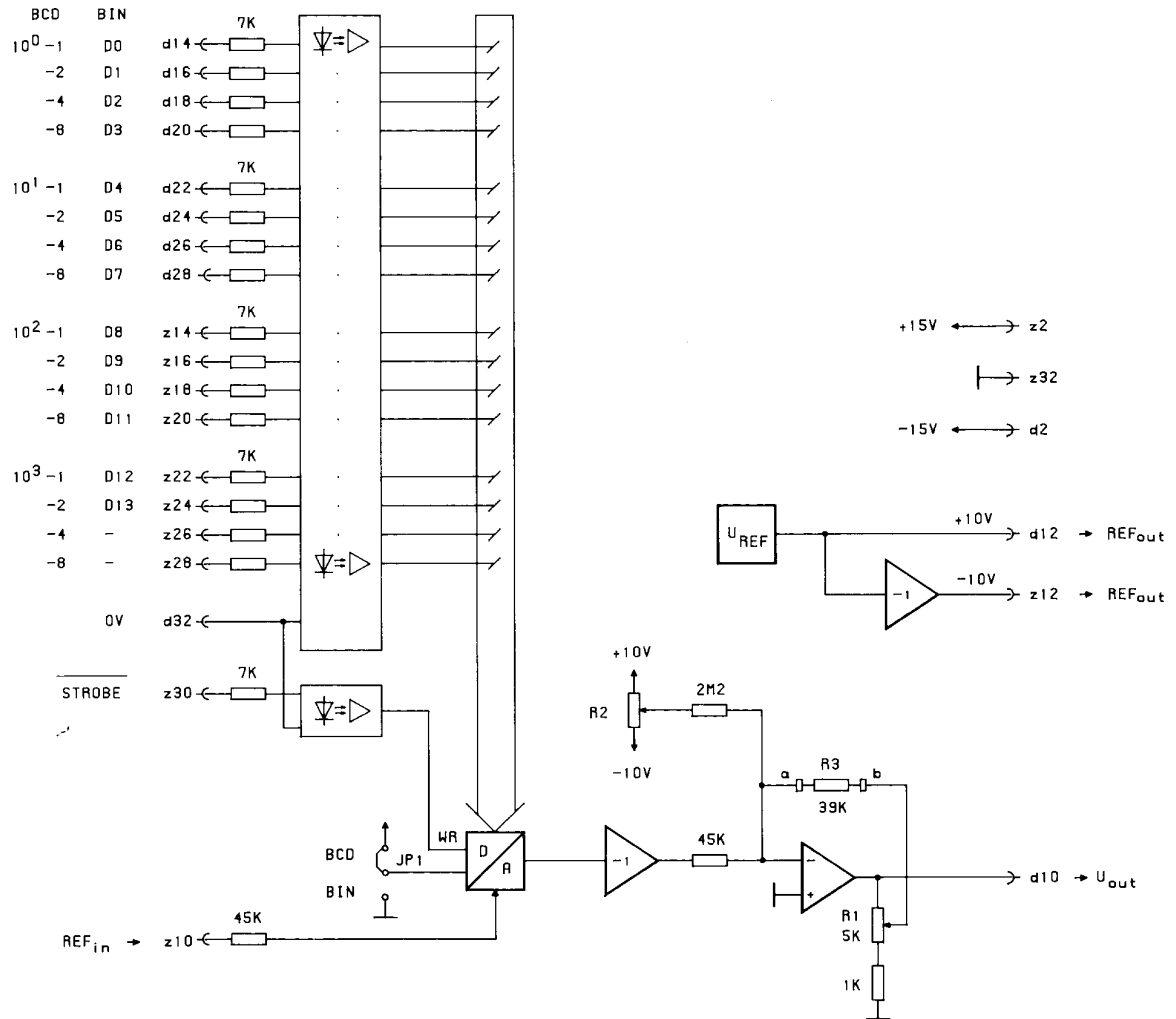 BCD BIN
7K
10⁰ -1 D0 d14
-2 D1 d16
-4 D2 d18
-8 D3 d20
7K
10¹ -1 D4 d22
-2 D5 d24
-4 D6 d26
-8 D7 d28
7K
10² -1 D8 z14
-2 D9 z16
-4 D10 z18
-8 D11 z20
7K
10³ -1 D12 z22
-2 D13 z24
-4 - z26
-8 - z28
0V d32
7K
STROBE z30
+15V z2
z32
-15V d2
U_REF +10V d12 → REFout
-1 -10V z12 → REFout
+10V
R2 2M2
-10V
a R3 b
39K
WR
BCD JP1 D A -1 45K - +
BIN
d10 → Uout
R1
5K
1K
45K
REFin → z10